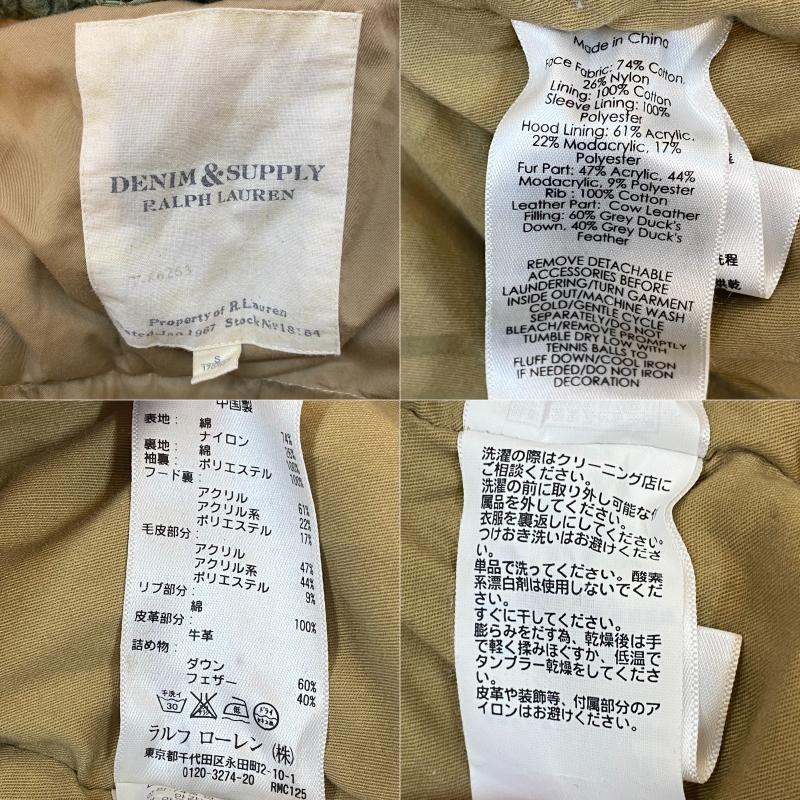 DENIM & SUPPLY
RALPH LAUREN
Property of R.Lauren
1967 Stock No
S
Made in China
Face Fabric: 74% Cotton,
26% Nylon
Lining: 100% Cotton
Sleeve Lining: 100%
Polyester
Hood Lining: 61% Acrylic,
22% Modacrylic, 17%
Polyester
Fur Part: 47% Acrylic, 44%
Modacrylic, 9% Polyester
Rib : 100% Cotton
Leather Part: Cow Leather
Filling: 60% Grey Duck's
Down, 40% Grey Duck's
Feather
REMOVE DETACHABLE
ACCESSORIES BEFORE
LAUNDERING/TURN GARMENT
INSIDE OUT/MACHINE WASH
COLD/GENTLE CYCLE
SEPARATELY/DO NOT
BLEACH/REMOVE PROMPTLY
TUMBLE DRY LOW WITH
TENNIS BALLS TO
FLUFF DOWN/COOL IRON
IF NEEDED/DO NOT IRON
DECORATION
中国製
表地: 綿 74%
ナイロン 26%
裏地: 綿 100%
袖裏: ポリエステル 100%
フード裏:
アクリル 61%
アクリル系 22%
ポリエステル 17%
毛皮部分:
アクリル 47%
アクリル系 44%
ポリエステル 9%
リブ部分:
綿 100%
皮革部分:
牛革
詰め物:
ダウン 60%
フェザー 40%
手洗イ
30
ラルフ ローレン (株)
東京都千代田区永田町2-10-1
0120-3274-20
RMC125
洗濯の際はクリーニング店に
ご相談ください。
洗濯の前に取り外し可能な付
属品を外してください。
衣服を裏返しにしてください。
つけおき洗いはお避けくださ
い。
単品で洗ってください。酸素
系漂白剤は使用しないでくだ
さい。
すぐに干してください。
膨らみをだす為、乾燥後は手
で軽く揉みほぐすか、低温で
タンブラー乾燥をしてくださ
い。
皮革や装飾等、付属部分のア
イロンはお避けください。